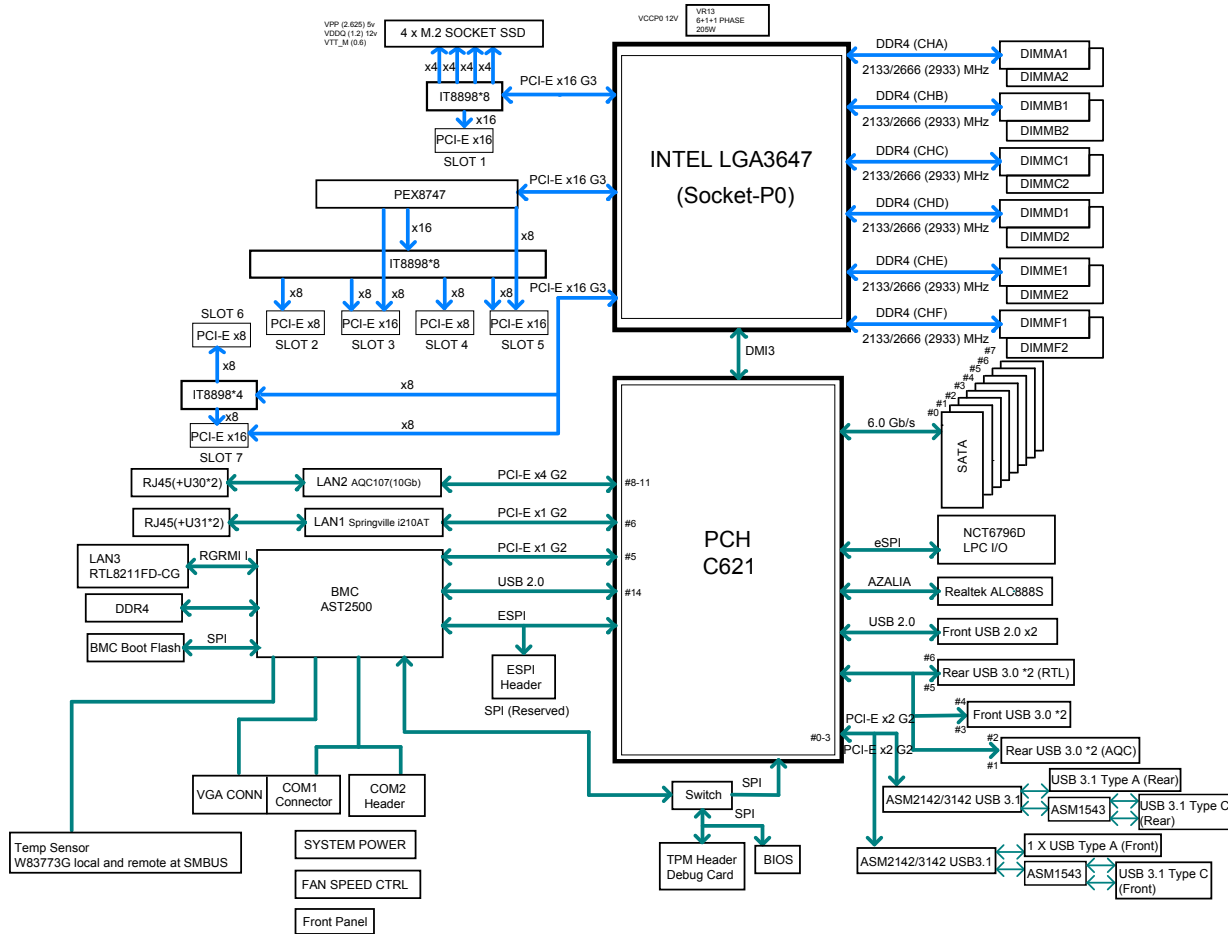 VPP (2.625) 5v
VDDQ (1.2) 12v
VTT_M (0.6)
4 x M.2 SOCKET SSD
x4 x4 x4 x4
IT8898*8
PCI-E x16 G3
x16
PCI-E x16
SLOT 1
VCCP0 12V
VR13
6+1+1 PHASE
205W
INTEL LGA3647
(Socket-P0)
DDR4 (CHA)
2133/2666 (2933) MHz
DIMMA1
DIMMA2
DDR4 (CHB)
2133/2666 (2933) MHz
DIMMB1
DIMMB2
DDR4 (CHC)
2133/2666 (2933) MHz
DIMMC1
DIMMC2
DDR4 (CHD)
2133/2666 (2933) MHz
DIMMD1
DIMMD2
DDR4 (CHE)
2133/2666 (2933) MHz
DIMME1
DIMME2
DDR4 (CHF)
2133/2666 (2933) MHz
DIMMF1
DIMMF2
PEX8747
PCI-E x16 G3
x16
x8
IT8898*8
PCI-E x16 G3
x8
x8
x8
x8
x8
x8
PCI-E x8
SLOT 2
PCI-E x16
SLOT 3
PCI-E x8
SLOT 4
PCI-E x16
SLOT 5
SLOT 6
PCI-E x8
x8
IT8898*4
x8
x8
PCI-E x16
x8
SLOT 7
DMI3
PCH
C621
6.0 Gb/s
#0
#1
#2
#3
#4
#5
#6
#7
SATA
RJ45(+U30*2)
LAN2 AQC107(10Gb)
PCI-E x4 G2
#8-11
RJ45(+U31*2)
LAN1 Springville i210AT
PCI-E x1 G2
#6
LAN3
RTL8211FD-CG
RGRMI I
DDR4
BMC Boot Flash
SPI
BMC
AST2500
PCI-E x1 G2
#5
USB 2.0
#14
ESPI
ESPI
Header
SPI (Reserved)
eSPI
NCT6796D
LPC I/O
AZALIA
Realtek ALC888S
USB 2.0
Front USB 2.0 x2
#6
#5
Rear USB 3.0 *2 (RTL)
#4
#3
Front USB 3.0 *2
#2
#1
Rear USB 3.0 *2 (AQC)
PCI-E x2 G2
#0-3
PCI-E x2 G2
VGA CONN
COM1
Connector
COM2
Header
Switch
SPI
SPI
TPM Header
Debug Card
BIOS
ASM2142/3142 USB 3.1
USB 3.1 Type A (Rear)
ASM1543
USB 3.1 Type C
(Rear)
ASM2142/3142 USB3.1
1 X USB Type A (Front)
ASM1543
USB 3.1 Type C
(Front)
Temp Sensor
W83773G local and remote at SMBUS
SYSTEM POWER
FAN SPEED CTRL
Front Panel